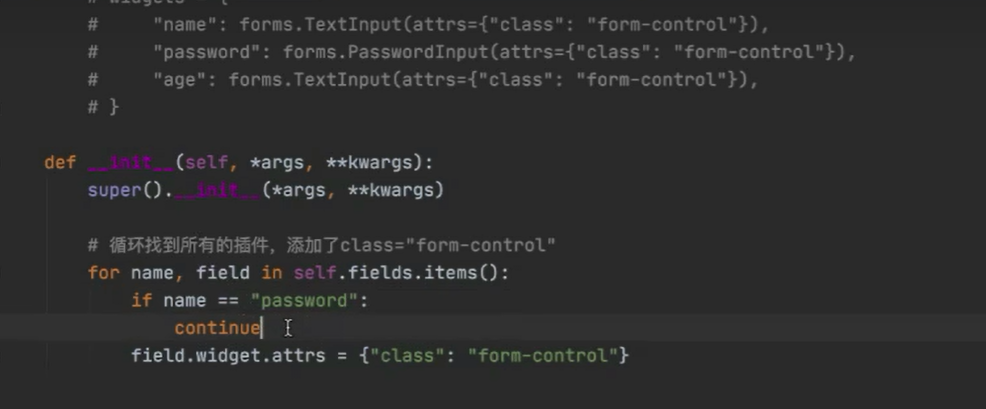 # widgets = {
#     "name": forms.TextInput(attrs={"class": "form-control"}),
#     "password": forms.PasswordInput(attrs={"class": "form-control"}),
#     "age": forms.TextInput(attrs={"class": "form-control"}),
# }
def __init__(self, *args, **kwargs):
super().__init__(*args, **kwargs)
# 循环找到所有的插件，添加了class="form-control"
for name, field in self.fields.items():
if name == "password":
continue
field.widget.attrs = {"class": "form-control"}